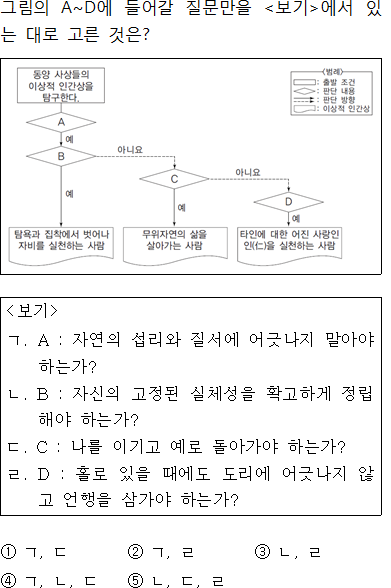 그림의 A~D에 들어갈 질문만을 <보기>에서 있
는 대로 고른 것은?
동양 사상들의
이상적 인간상을
탐구한다.
<범례>
: 출발 조건
: 판단 내용
: 판단 방향
: 이상적 인간상
A
예
B
아니요
예
C
아니요
예
D
예
탐욕과 집착에서 벗어나
자비를 실천하는 사람
무위자연의 삶을
살아가는 사람
타인에 대한 어진 사랑인
인(仁)을 실천하는 사람
<보기>
ㄱ. A : 자연의 섭리와 질서에 어긋나지 말아야
하는가?
ㄴ. B : 자신의 고정된 실체성을 확고하게 정립
해야 하는가?
ㄷ. C : 나를 이기고 예로 돌아가야 하는가?
ㄹ. D : 홀로 있을 때에도 도리에 어긋나지 않
고 언행을 삼가야 하는가?
① ㄱ, ㄷ ② ㄱ, ㄹ ③ ㄴ, ㄹ
④ ㄱ, ㄴ, ㄷ ⑤ ㄴ, ㄷ, ㄹ